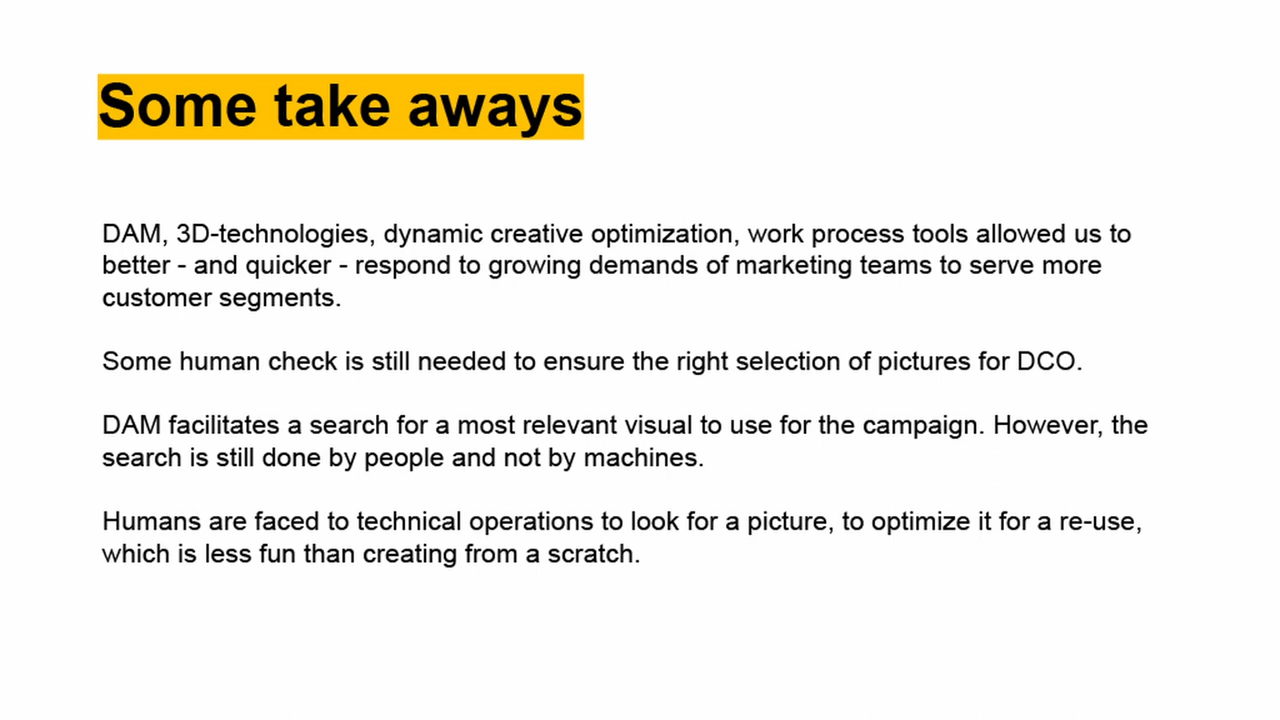 Some take aways
DAM, 3D-technologies, dynamic creative optimization, work process tools allowed us to
better - and quicker - respond to growing demands of marketing teams to serve more
customer segments.
Some human check is still needed to ensure the right selection of pictures for DCO.
DAM facilitates a search for a most relevant visual to use for the campaign. However, the
search is still done by people and not by machines.
Humans are faced to technical operations to look for a picture, to optimize it for a re-use,
which is less fun than creating from a scratch.